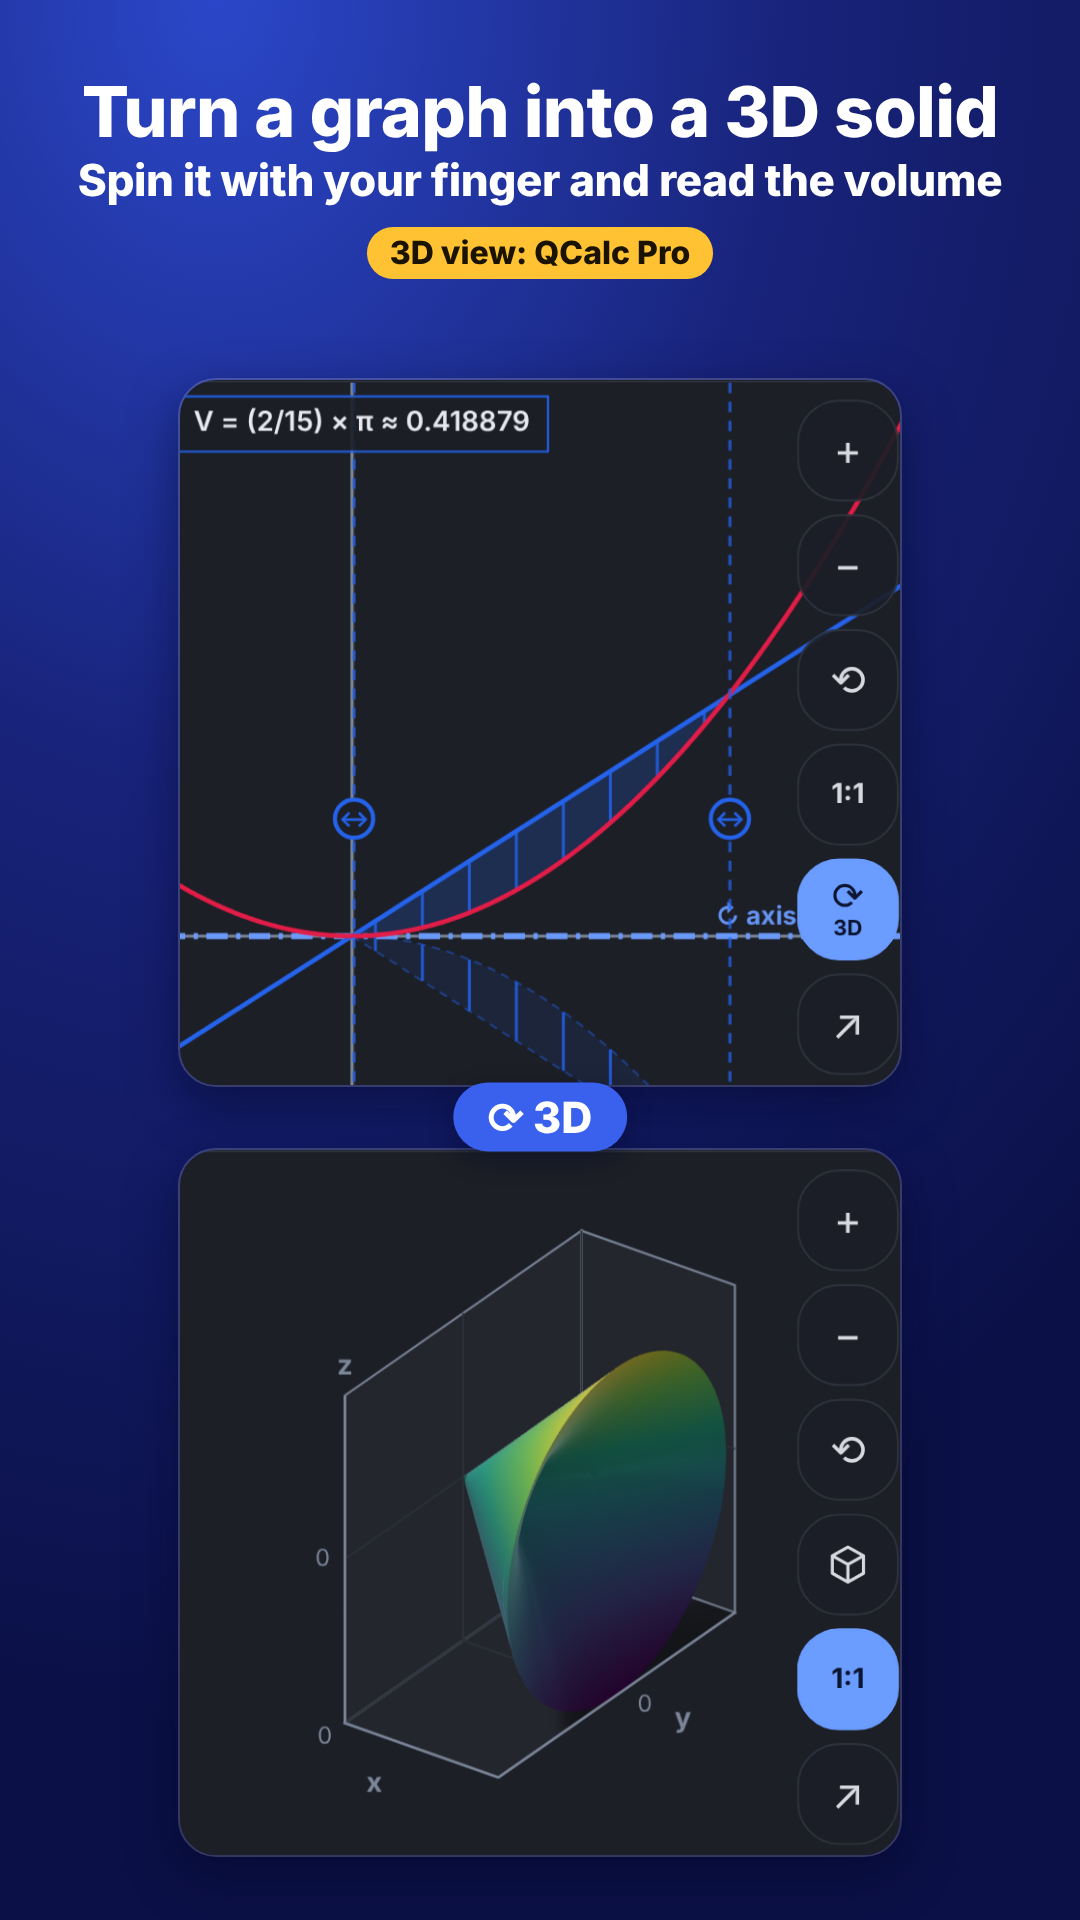 Turn a graph into a 3D solid
Spin it with your finger and read the volume
3D view: QCalc Pro
V = (2/15) × π ≈ 0.418879
+
−
⟲
1:1
↻ axis
⟳
3D
↗
⟳ 3D
+
−
z
⟲
0
1:1
0
y
0
x
↗